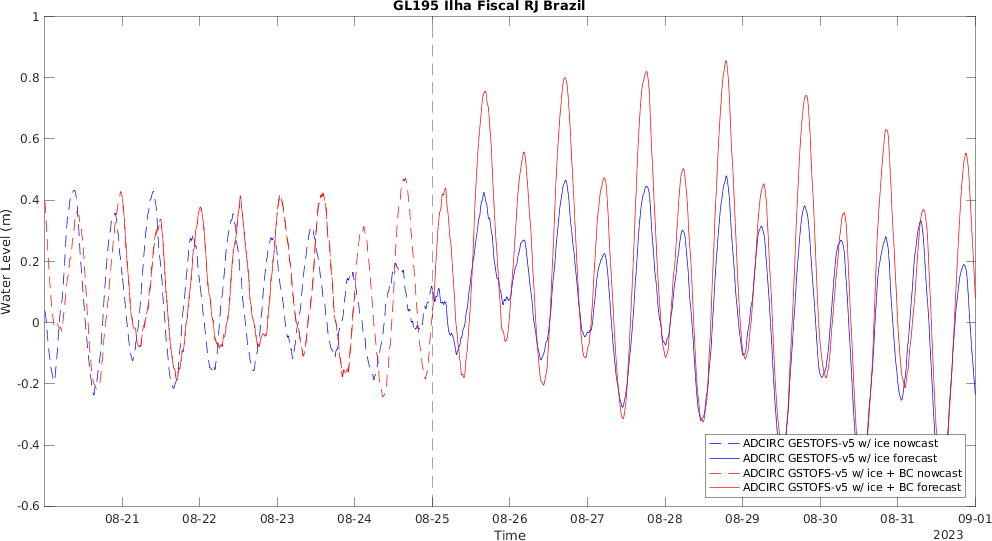 GL195 Ilha Fiscal RJ Brazil
1
0.8
0.6
0.4
0.2
0
-0.2
-0.4
-0.6
Water Level (m)
ADCIRC GESTOFS-v5 w/ ice nowcast
ADCIRC GESTOFS-v5 w/ ice forecast
ADCIRC GSTOFS-v5 w/ ice + BC nowcast
ADCIRC GSTOFS-v5 w/ ice + BC forecast
08-21 08-22 08-23 08-24 08-25 08-26 08-27 08-28 08-29 08-30 08-31 09-01
Time
2023